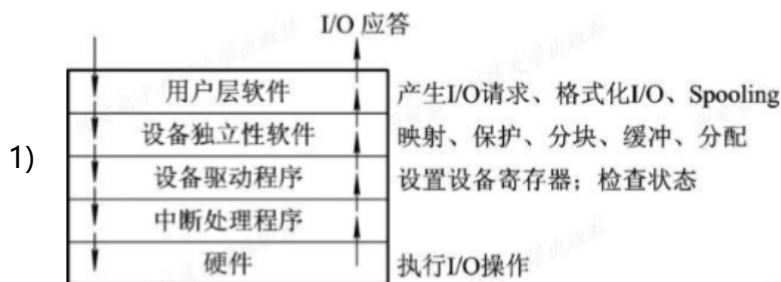 I/O 应答
用户层软件 产生I/O请求、格式化I/O、Spooling
设备独立性软件 映射、保护、分块、缓冲、分配
1)
设备驱动程序 设置设备寄存器；检查状态
中断处理程序
硬件 执行I/O操作